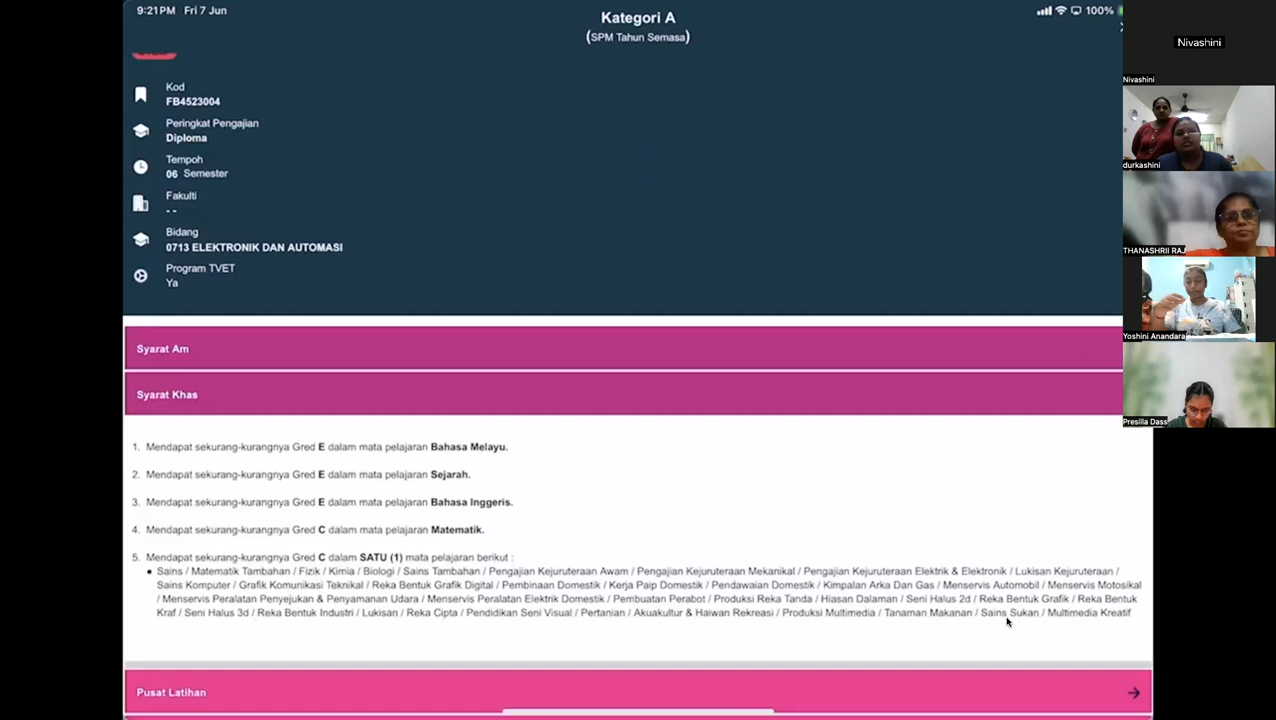 9:21PM Fri 7 Jun
100%
Kategori A
(SPM Tahun Semasa)
Kod
FB4523004
Peringkat Pengajian
Diploma
Tempoh
06 Semester
Fakulti
- -
Bidang
0713 ELEKTRONIK DAN AUTOMASI
Program TVET
Ya
Syarat Am
Syarat Khas
1. Mendapat sekurang-kurangnya Gred E dalam mata pelajaran Bahasa Melayu.
2. Mendapat sekurang-kurangnya Gred E dalam mata pelajaran Sejarah.
3. Mendapat sekurang-kurangnya Gred E dalam mata pelajaran Bahasa Inggeris.
4. Mendapat sekurang-kurangnya Gred C dalam mata pelajaran Matematik.
5. Mendapat sekurang-kurangnya Gred C dalam SATU (1) mata pelajaran berikut :
• Sains / Matematik Tambahan / Fizik / Kimia / Biologi / Sains Tambahan / Pengajian Kejuruteraan Awam / Pengajian Kejuruteraan Mekanikal / Pengajian Kejuruteraan Elektrik & Elektronik / Lukisan Kejuruteraan /
Sains Komputer / Grafik Komunikasi Teknikal / Reka Bentuk Grafik Digital / Pembinaan Domestik / Kerja Paip Domestik / Pendawaian Domestik / Kimpalan Arka Dan Gas / Menservis Automobil / Menservis Motosikal
/ Menservis Peralatan Penyejukan & Penyamanan Udara / Menservis Peralatan Elektrik Domestik / Pembuatan Perabot / Produksi Reka Tanda / Hiasan Dalaman / Seni Halus 2d / Reka Bentuk Grafik / Reka Bentuk
Kraf / Seni Halus 3d / Reka Bentuk Industri / Lukisan / Reka Cipta / Pendidikan Seni Visual / Pertanian / Akuakultur & Haiwan Rekreasi / Produksi Multimedia / Tanaman Makanan / Sains Sukan / Multimedia Kreatif
Pusat Latihan
Nivashini
Nivashini
durkashini
THANASHRII RAJ
Yoshini Anandaraj
Presilla Dass